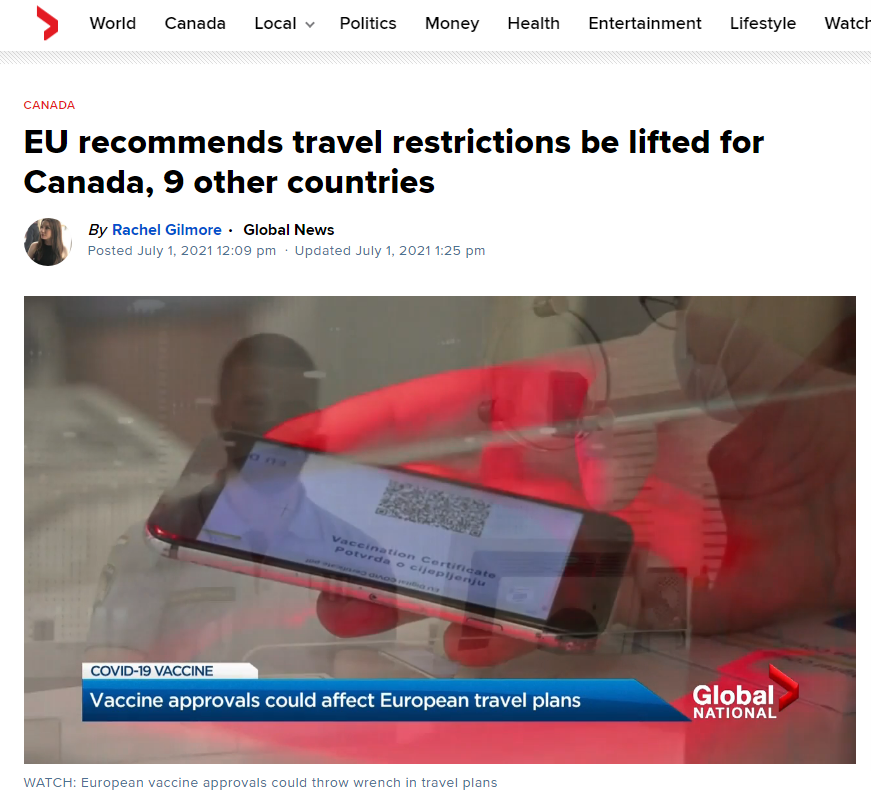 World Canada Local Politics Money Health Entertainment Lifestyle Watch
CANADA
EU recommends travel restrictions be lifted for
Canada, 9 other countries
By Rachel Gilmore · Global News
Posted July 1, 2021 12:09 pm · Updated July 1, 2021 1:25 pm
Vaccination Certificate
Potvrda o cijepljenju
COVID-19 VACCINE
Vaccine approvals could affect European travel plans
Global
NATIONAL
WATCH: European vaccine approvals could throw wrench in travel plans